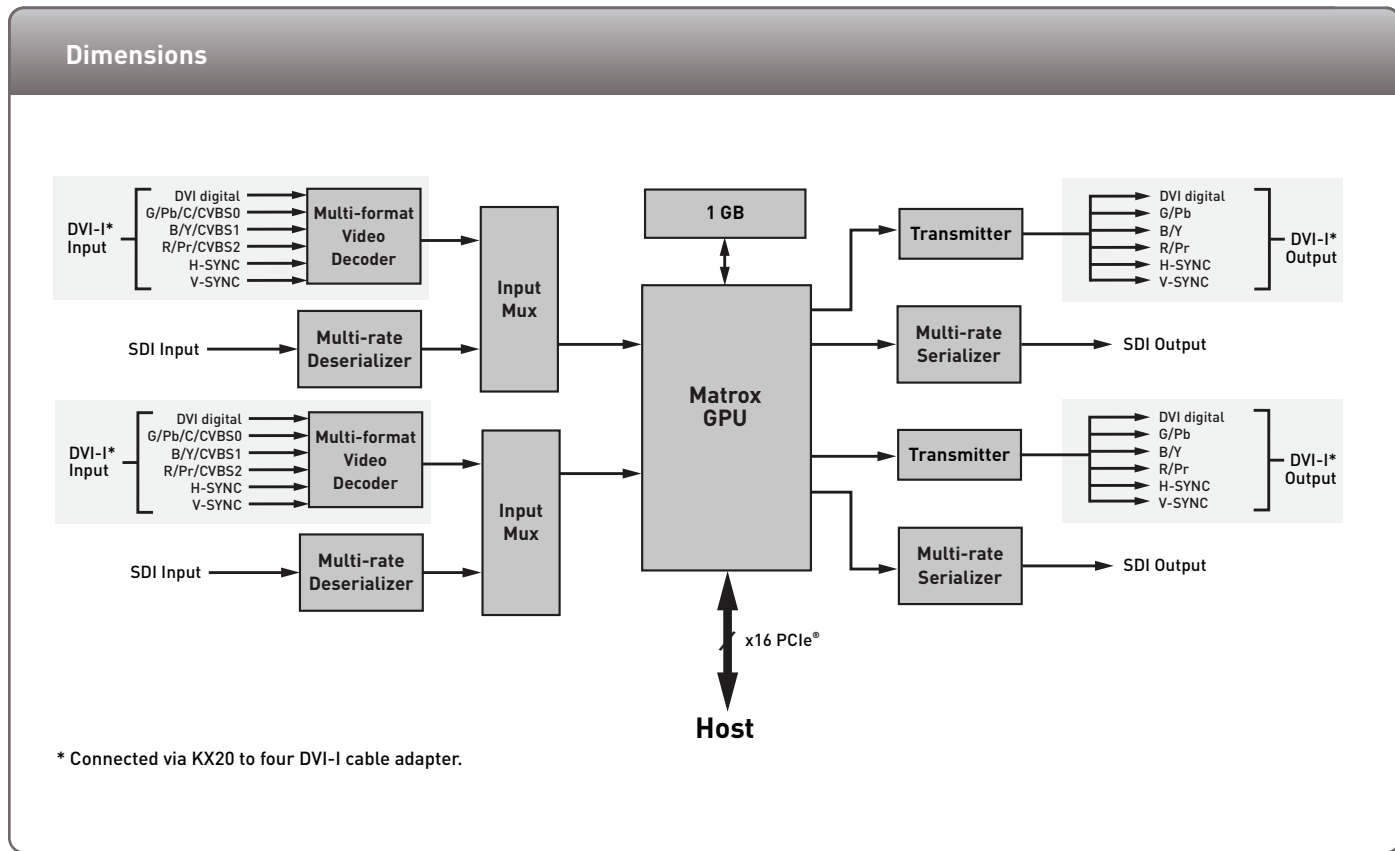 Dimensions
DVI-I*
Input
DVI digital
G/Pb/C/CVBS0
B/Y/CVBS1
R/Pr/CVBS2
H-SYNC
V-SYNC
Multi-format
Video
Decoder
SDI Input
Multi-rate
Deserializer
Input
Mux
DVI-I*
Input
DVI digital
G/Pb/C/CVBS0
B/Y/CVBS1
R/Pr/CVBS2
H-SYNC
V-SYNC
Multi-format
Video
Decoder
SDI Input
Multi-rate
Deserializer
Input
Mux
1 GB
Matrox
GPU
x16 PCIe®
Host
Transmitter
DVI digital
G/Pb
B/Y
R/Pr
H-SYNC
V-SYNC
DVI-I*
Output
Multi-rate
Serializer
SDI Output
Transmitter
DVI digital
G/Pb
B/Y
R/Pr
H-SYNC
V-SYNC
DVI-I*
Output
Multi-rate
Serializer
SDI Output
* Connected via KX20 to four DVI-I cable adapter.